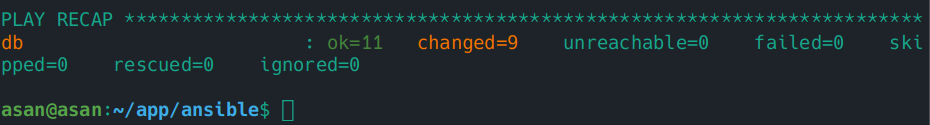 PLAY RECAP *********************************************************************
db                         : ok=11   changed=9    unreachable=0    failed=0    ski
pped=0    rescued=0    ignored=0
asan@asan:~/app/ansible$